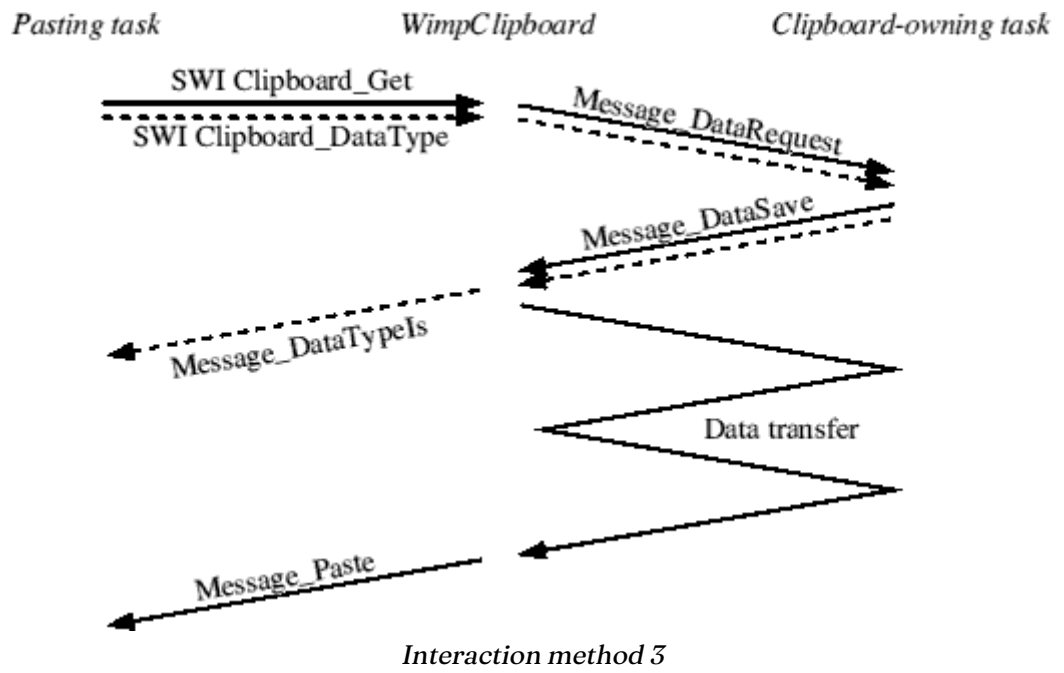 Pasting task
WimpClipboard
Clipboard-owning task
SWI Clipboard_Get
SWI Clipboard_DataType
Message_DataRequest
Message_DataSave
Message_DataTypeIs
Data transfer
Message_Paste
Interaction method 3